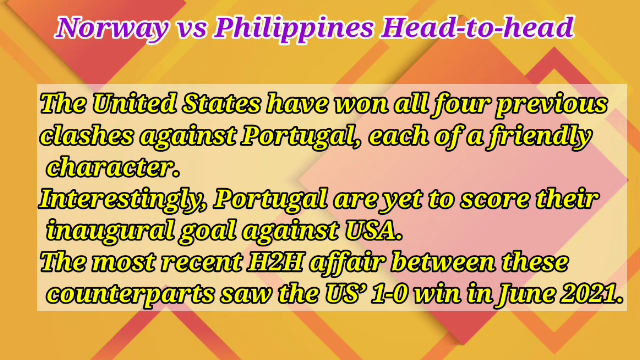 Norway vs Philippines Head-to-head
The United States have won all four previous
clashes against Portugal, each of a friendly
character.
Interestingly, Portugal are yet to score their
inaugural goal against USA.
The most recent H2H affair between these
counterparts saw the US’ 1-0 win in June 2021.